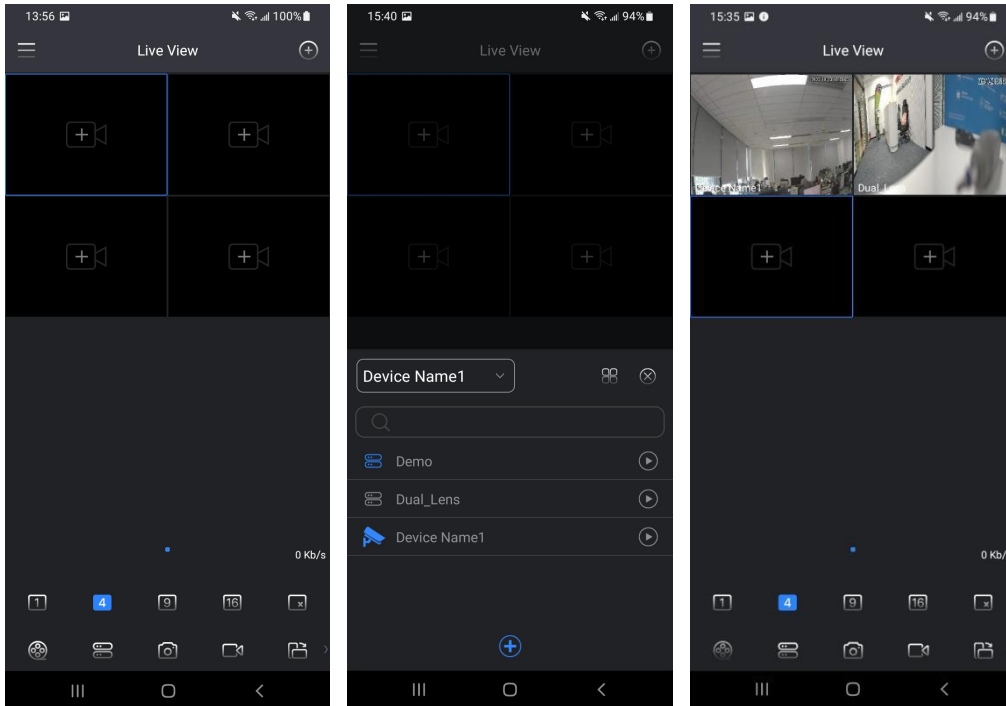 13:56
100%
Live View
0 Kb/s
1
4
9
16
x
15:40
94%
Live View
Device Name1
Demo
Dual_Lens
Device Name1
15:35
94%
Live View
Device Name1
0 Kb/
1
4
9
16
x